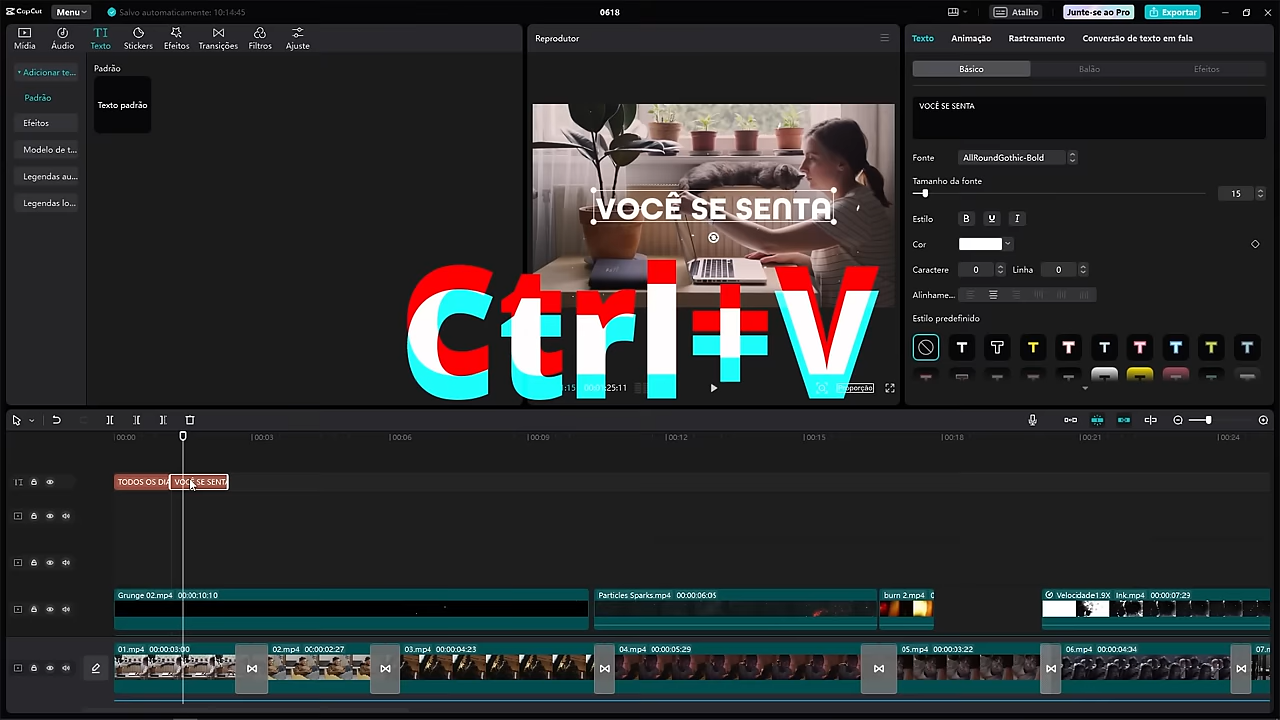 CapCut
Menu
Salvo automaticamente: 10:14:45
0618
Atalho
Junte-se ao Pro
Exportar
Mídia
Áudio
Texto
Stickers
Efeitos
Transições
Filtros
Ajuste
Adicionar te...
Padrão
Efeitos
Modelo de t...
Legendas au...
Legendas lo...
Padrão
Texto padrão
Reprodutor
VOCÊ SE SENTA
Ctrl+V
Proporção
Texto
Animação
Rastreamento
Conversão de texto em fala
Básico
Balão
Efeitos
VOCÊ SE SENTA
Fonte
AllRoundGothic-Bold
Tamanho da fonte
15
Estilo
B U I
Cor
Caractere
0
Linha
0
Alinhame...
Estilo predefinido
00:00
00:03
00:06
00:09
00:12
00:15
00:18
00:21
00:24
TODOS OS DIA
VOCÊ SE SENTA
Grunge 02.mp4 00:00:10:10
Particles Sparks.mp4 00:00:06:05
burn 2.mp4
Velocidade1.9X Ink.mp4 00:00:07:29
01.mp4 00:00:03:00
02.mp4 00:00:02:27
03.mp4 00:00:04:23
04.mp4 00:00:05:29
05.mp4 00:00:03:22
06.mp4 00:00:04:34